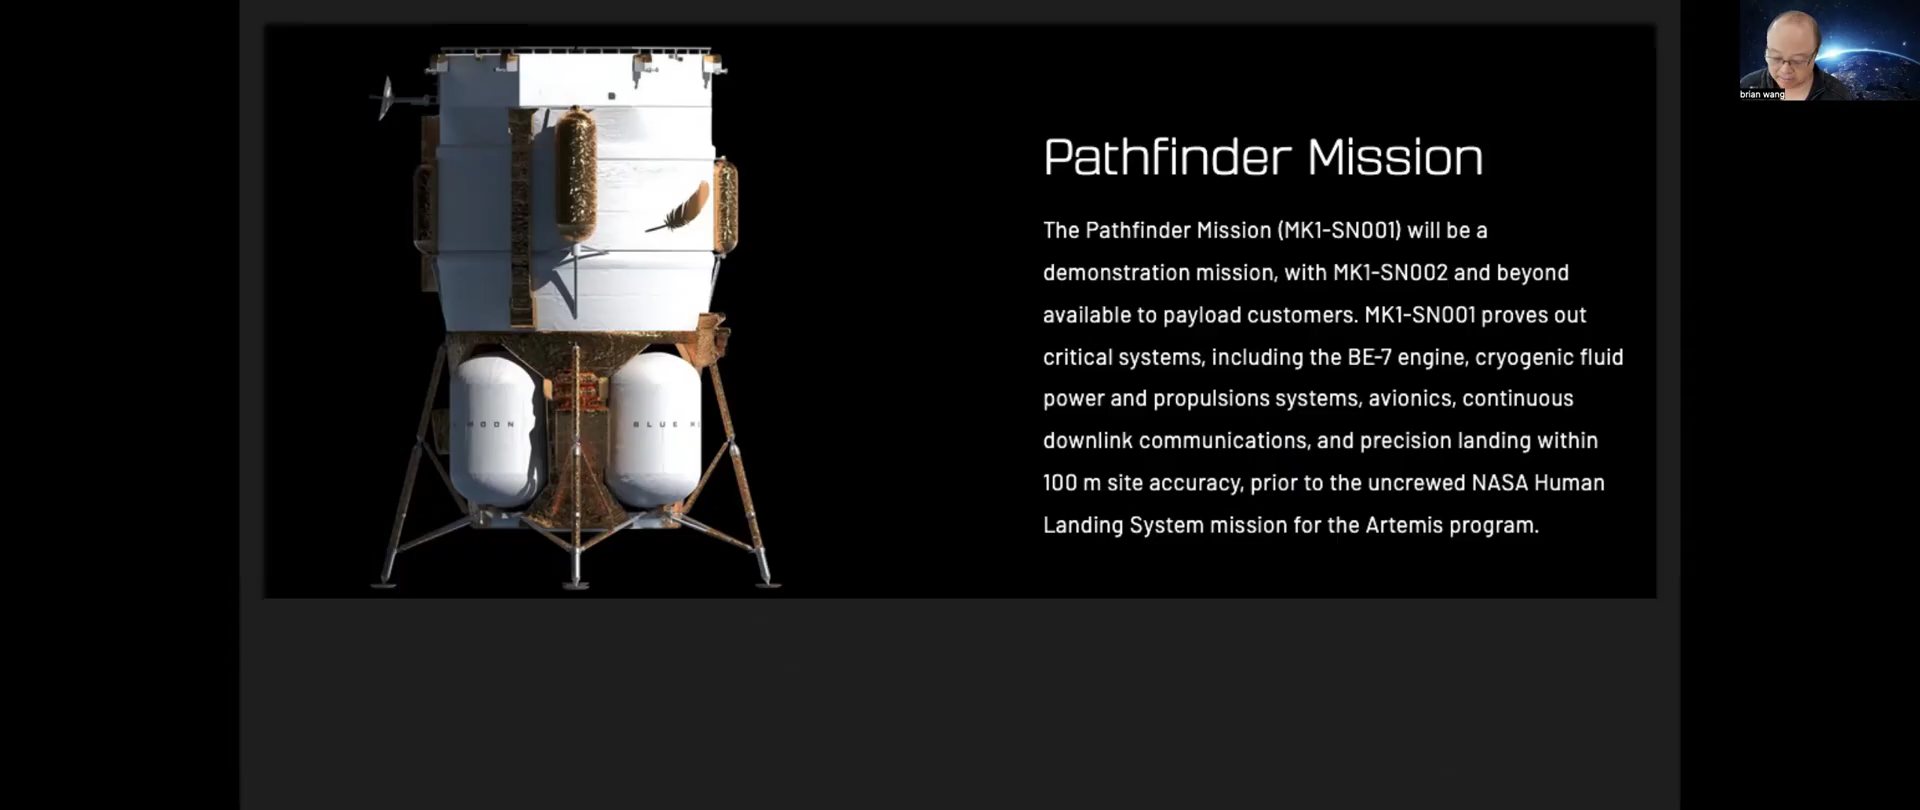 Pathfinder Mission
The Pathfinder Mission (MK1-SN001) will be a
demonstration mission, with MK1-SN002 and beyond
available to payload customers. MK1-SN001 proves out
critical systems, including the BE-7 engine, cryogenic fluid
power and propulsions systems, avionics, continuous
downlink communications, and precision landing within
100 m site accuracy, prior to the uncrewed NASA Human
Landing System mission for the Artemis program.
MOON
BLUE
brian wang